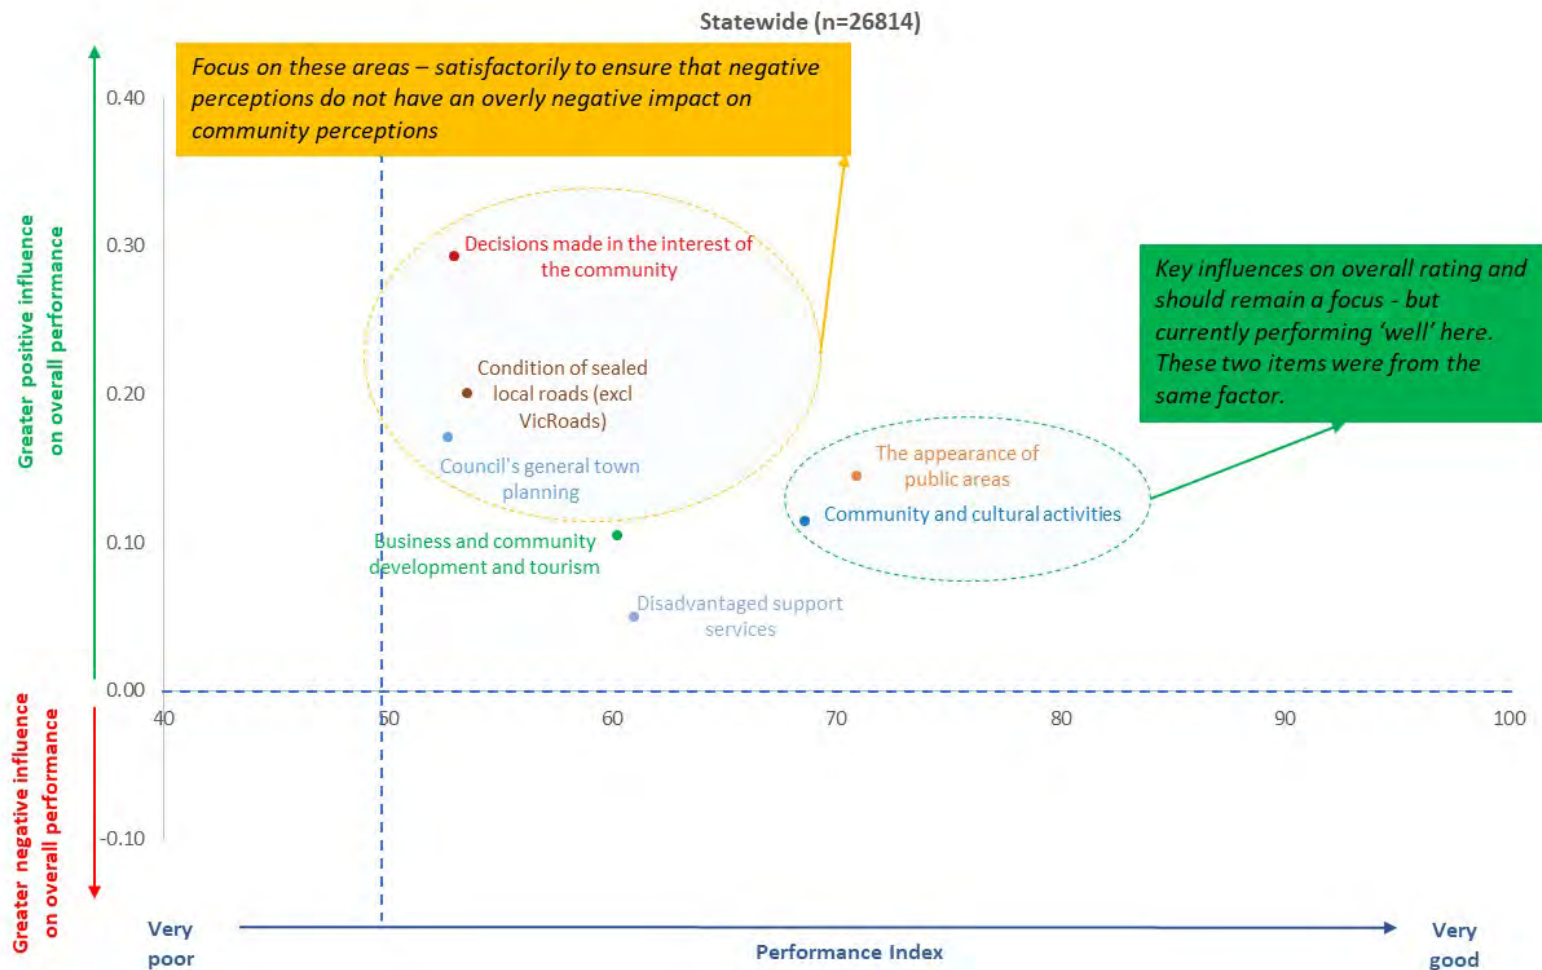 Statewide (n=26814)
Focus on these areas – satisfactorily to ensure that negative
perceptions do not have an overly negative impact on
community perceptions
0.40
0.30
0.20
0.10
0.00
-0.10
Greater positive influence
on overall performance
Greater negative influence
on overall performance
Decisions made in the interest of
the community
Condition of sealed
local roads (excl
VicRoads)
Council's general town
planning
Business and community
development and tourism
Disadvantaged support
services
The appearance of
public areas
Community and cultural activities
Key influences on overall rating and
should remain a focus - but
currently performing ‘well’ here.
These two items were from the
same factor.
40 50 60 70 80 90 100
Very
poor
Performance Index
Very
good